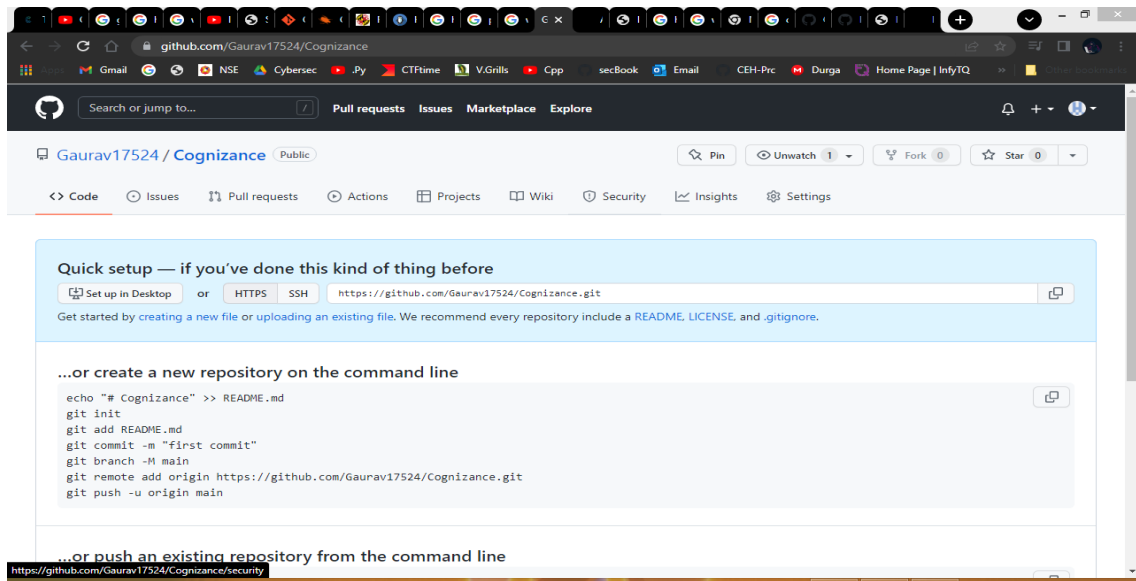 github.com/Gaurav17524/Cognizance
Apps Gmail NSE Cybersec .Py CTFtime V.Grills Cpp secBook Email CEH-Prc Durga Home Page | InfyTQ » Other bookmarks
Search or jump to... / Pull requests Issues Marketplace Explore
Gaurav17524 / Cognizance Public Pin Unwatch 1 Fork 0 Star 0
<> Code Issues Pull requests Actions Projects Wiki Security Insights Settings
Quick setup — if you've done this kind of thing before
Set up in Desktop or HTTPS SSH https://github.com/Gaurav17524/Cognizance.git
Get started by creating a new file or uploading an existing file. We recommend every repository include a README, LICENSE, and .gitignore.
...or create a new repository on the command line
echo "# Cognizance" >> README.md
git init
git add README.md
git commit -m "first commit"
git branch -M main
git remote add origin https://github.com/Gaurav17524/Cognizance.git
git push -u origin main
...or push an existing repository from the command line
https://github.com/Gaurav17524/Cognizance/security